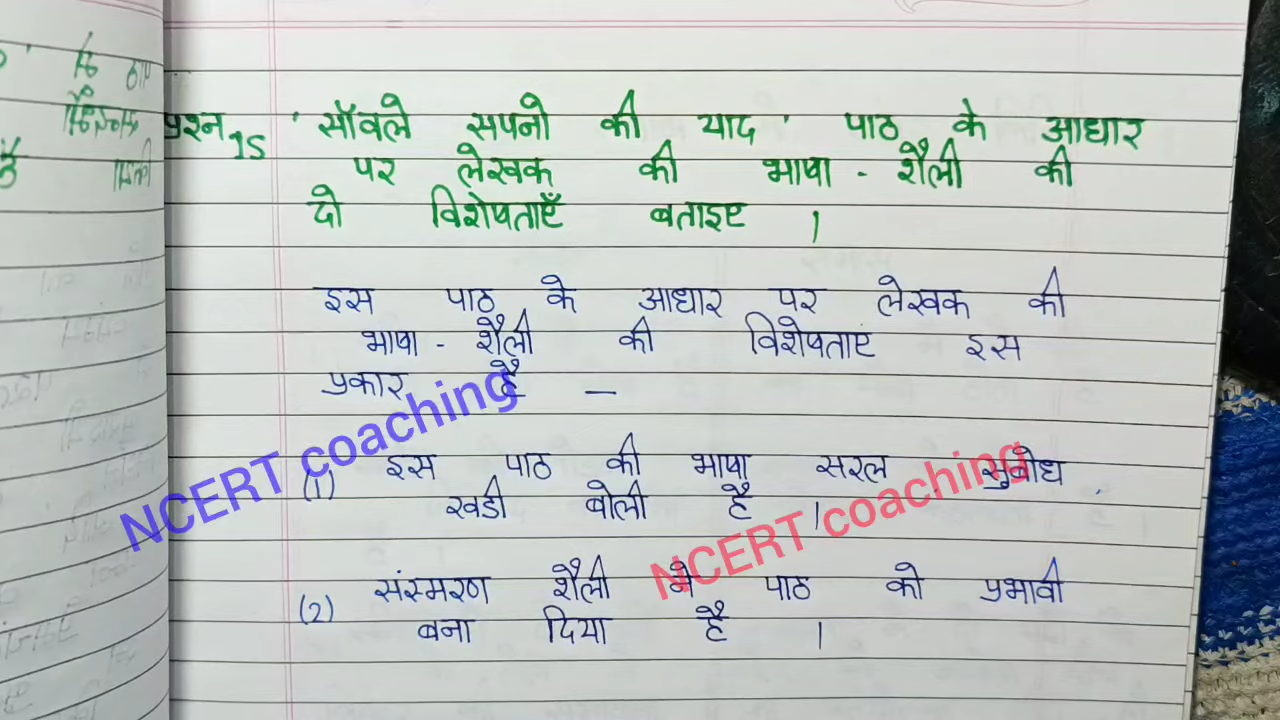 प्रश्न 15 ' साँवले सपनो की याद ' पाठ के आधार
पर लेखक की भाषा - शैली की
दो विशेषताएँ बताइए ।
इस पाठ के आधार पर लेखक की
भाषा - शैली की विशेषताएं इस
प्रकार है –
(1) इस पाठ की भाषा सरल सुबोध ,
खडी बोली है ।
(2) संस्मरण शैली ने पाठ को प्रभावी
बना दिया है ।
NCERT coaching
NCERT coaching